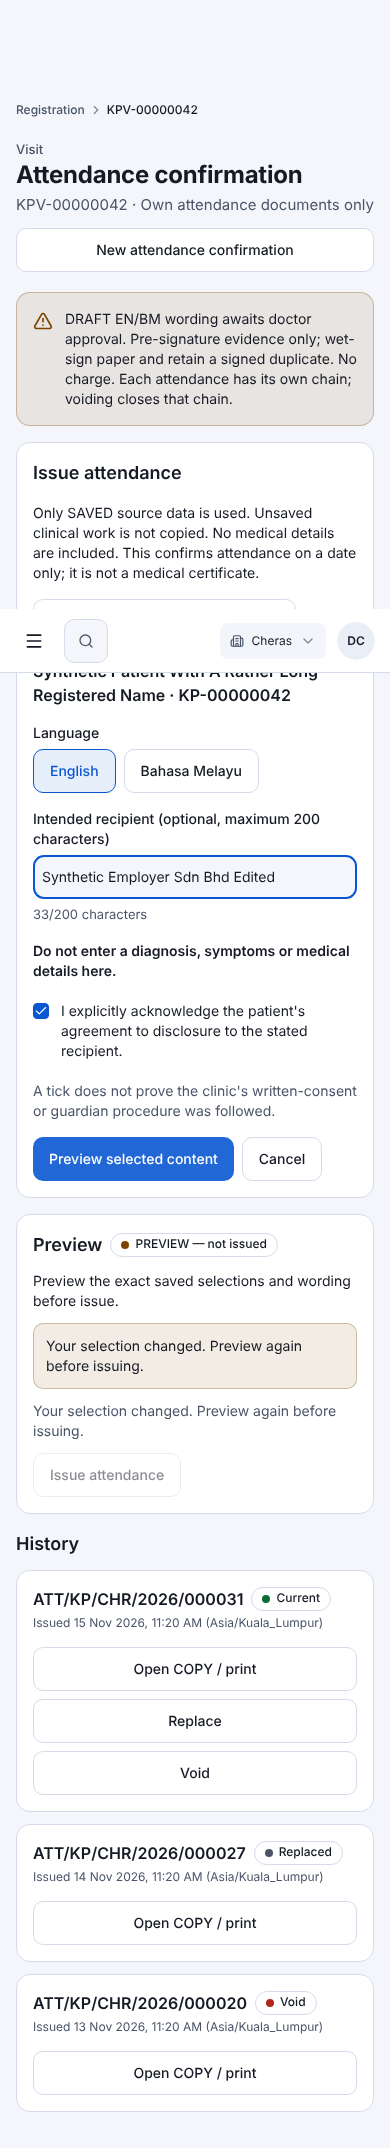 Registration > KPV-00000042
Visit
Attendance confirmation
KPV-00000042 · Own attendance documents only
New attendance confirmation
DRAFT EN/BM wording awaits doctor
approval. Pre-signature evidence only; wet-
sign paper and retain a signed duplicate. No
charge. Each attendance has its own chain;
voiding closes that chain.
Issue attendance
Only SAVED source data is used. Unsaved
clinical work is not copied. No medical details
are included. This confirms attendance on a date
only; it is not a medical certificate.
Cheras
DC
Synthetic Patient With A Rather Long
Registered Name · KP-00000042
Language
English
Bahasa Melayu
Intended recipient (optional, maximum 200
characters)
Synthetic Employer Sdn Bhd Edited
33/200 characters
Do not enter a diagnosis, symptoms or medical
details here.
I explicitly acknowledge the patient's
agreement to disclosure to the stated
recipient.
A tick does not prove the clinic's written-consent
or guardian procedure was followed.
Preview selected content
Cancel
Preview
PREVIEW — not issued
Preview the exact saved selections and wording
before issue.
Your selection changed. Preview again
before issuing.
Your selection changed. Preview again before
issuing.
Issue attendance
History
ATT/KP/CHR/2026/000031
Current
Issued 15 Nov 2026, 11:20 AM (Asia/Kuala_Lumpur)
Open COPY / print
Replace
Void
ATT/KP/CHR/2026/000027
Replaced
Issued 14 Nov 2026, 11:20 AM (Asia/Kuala_Lumpur)
Open COPY / print
ATT/KP/CHR/2026/000020
Void
Issued 13 Nov 2026, 11:20 AM (Asia/Kuala_Lumpur)
Open COPY / print